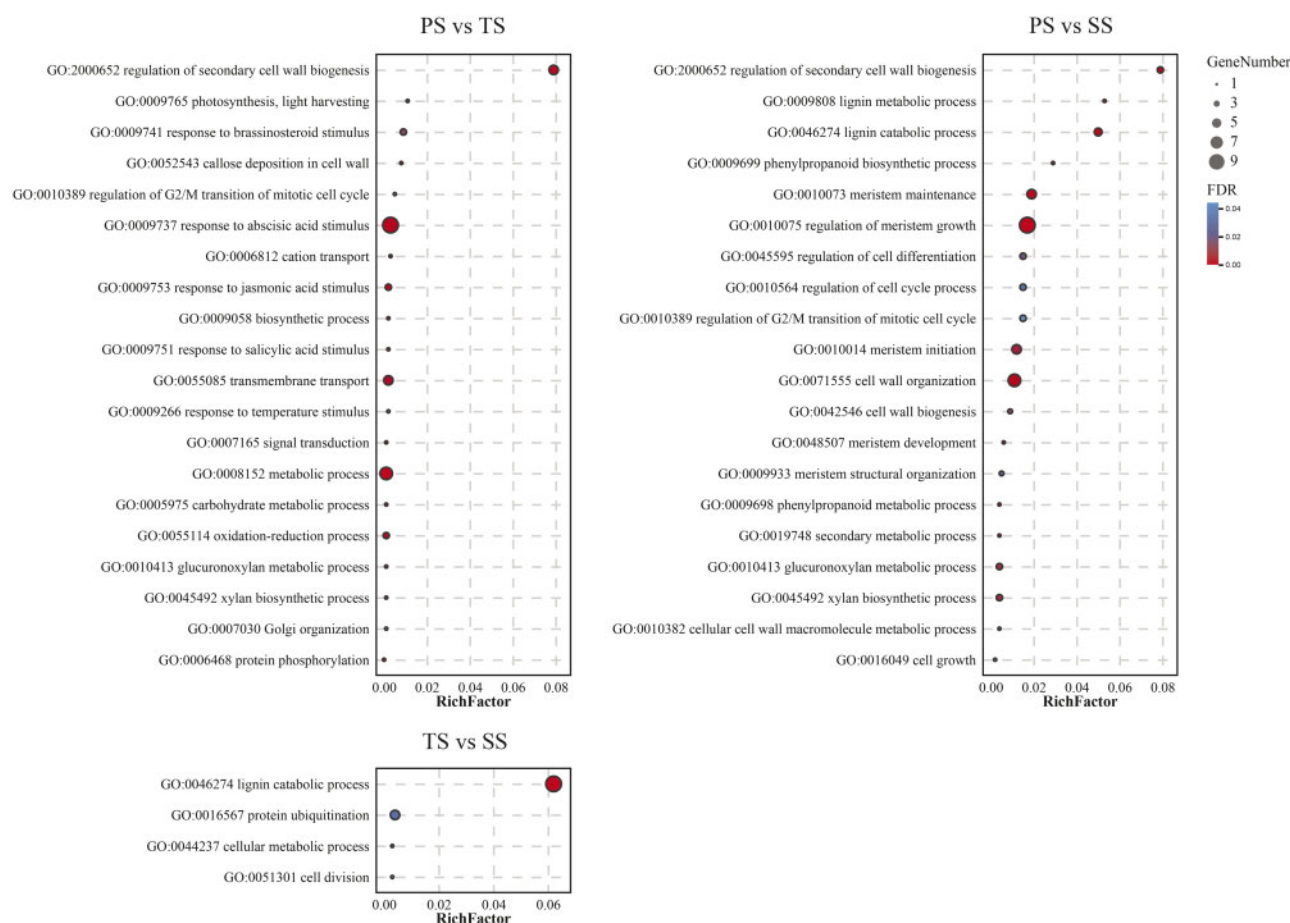 PS vs TS
GO:2000652 regulation of secondary cell wall biogenesis
GO:0009765 photosynthesis, light harvesting
GO:0009741 response to brassinosteroid stimulus
GO:0052543 callose deposition in cell wall
GO:0010389 regulation of G2/M transition of mitotic cell cycle
GO:0009737 response to abscisic acid stimulus
GO:0006812 cation transport
GO:0009753 response to jasmonic acid stimulus
GO:0009058 biosynthetic process
GO:0009751 response to salicylic acid stimulus
GO:0055085 transmembrane transport
GO:0009266 response to temperature stimulus
GO:0007165 signal transduction
GO:0008152 metabolic process
GO:0005975 carbohydrate metabolic process
GO:0055114 oxidation-reduction process
GO:0010413 glucuronoxylan metabolic process
GO:0045492 xylan biosynthetic process
GO:0007030 Golgi organization
GO:0006468 protein phosphorylation
0.00 0.02 0.04 0.06 0.08
RichFactor
PS vs SS
GO:2000652 regulation of secondary cell wall biogenesis
GO:0009808 lignin metabolic process
GO:0046274 lignin catabolic process
GO:0009699 phenylpropanoid biosynthetic process
GO:0010073 meristem maintenance
GO:0010075 regulation of meristem growth
GO:0045595 regulation of cell differentiation
GO:0010564 regulation of cell cycle process
GO:0010389 regulation of G2/M transition of mitotic cell cycle
GO:0010014 meristem initiation
GO:0071555 cell wall organization
GO:0042546 cell wall biogenesis
GO:0048507 meristem development
GO:0009933 meristem structural organization
GO:0009698 phenylpropanoid metabolic process
GO:0019748 secondary metabolic process
GO:0010413 glucuronoxylan metabolic process
GO:0045492 xylan biosynthetic process
GO:0010382 cellular cell wall macromolecule metabolic process
GO:0016049 cell growth
0.00 0.02 0.04 0.06 0.08
RichFactor
GeneNumber
1
3
5
7
9
FDR
0.04
0.02
0.00
TS vs SS
GO:0046274 lignin catabolic process
GO:0016567 protein ubiquitination
GO:0044237 cellular metabolic process
GO:0051301 cell division
0.00 0.02 0.04 0.06
RichFactor